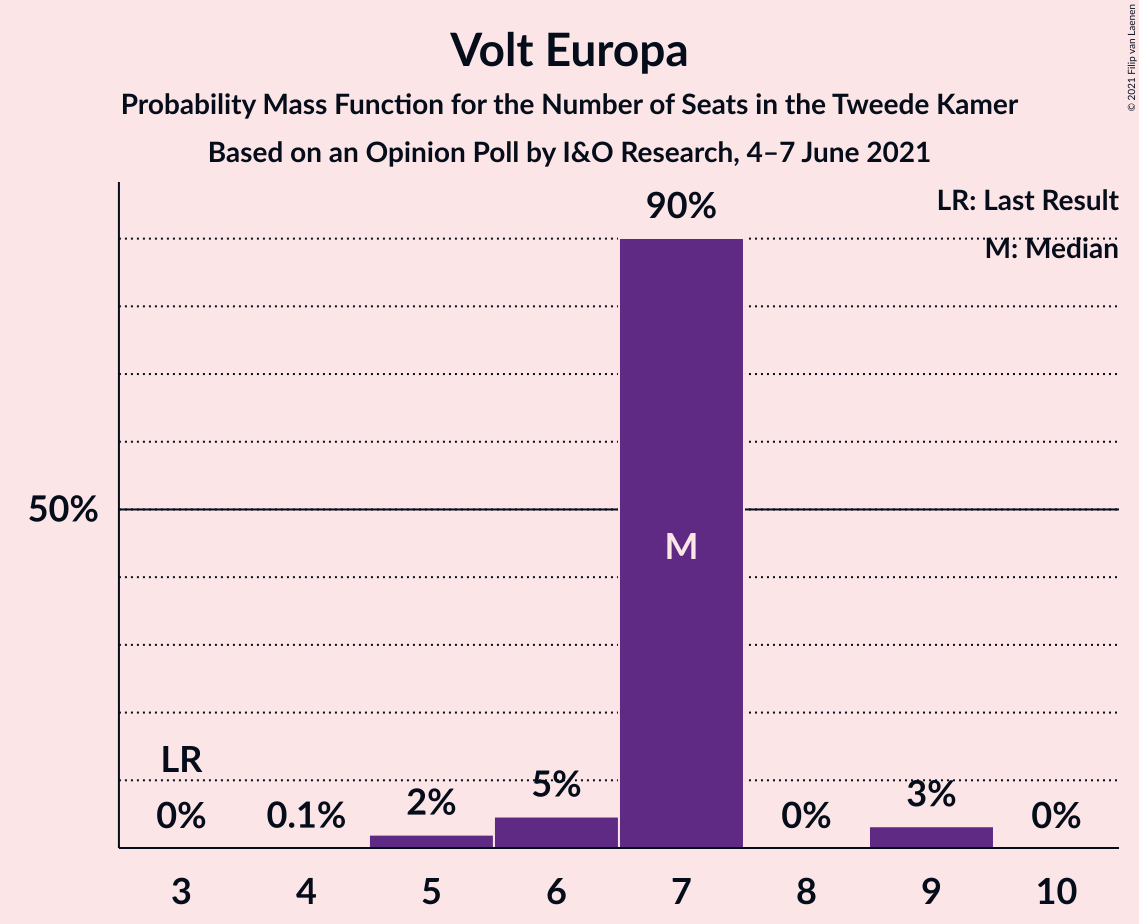 Volt Europa
Probability Mass Function for the Number of Seats in the Tweede Kamer
Based on an Opinion Poll by I&O Research, 4–7 June 2021
© 2021 Filip van Laenen
LR: Last Result
M: Median
90%
50%
M
LR
0%
0.1%
2%
5%
0%
3%
0%
3 4 5 6 7 8 9 10